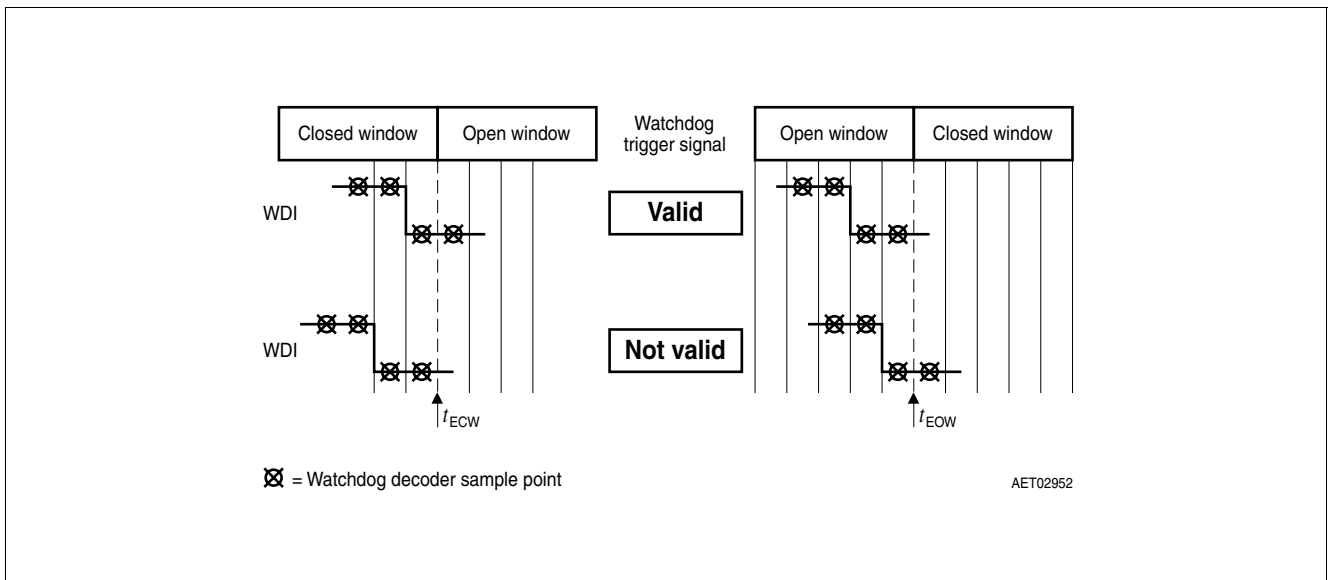 Closed window
Open window
Watchdog
trigger signal
Open window
Closed window
WDI
Valid
WDI
Not valid
tECW
tEOW
= Watchdog decoder sample point
AET02952